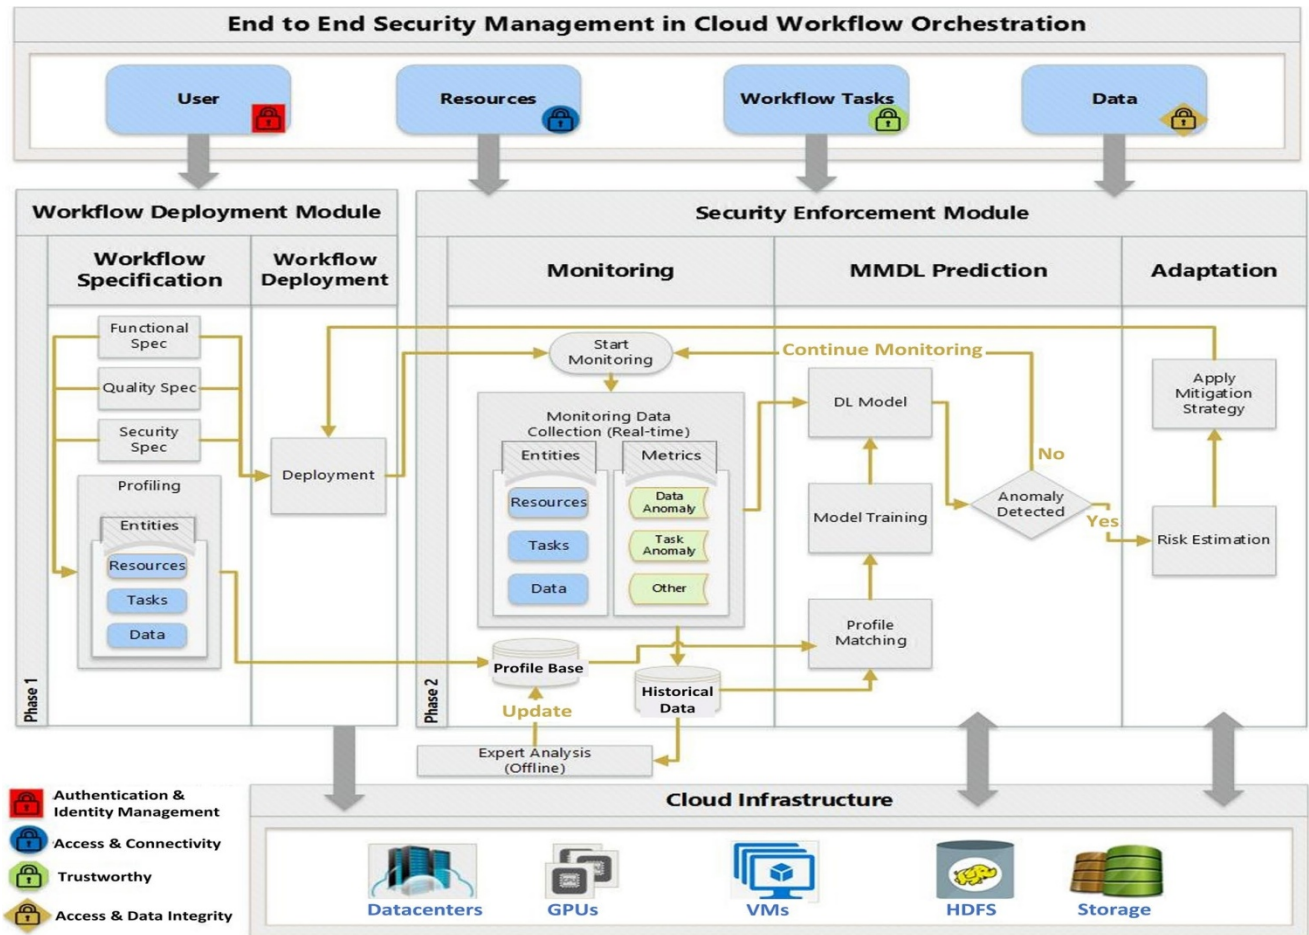 End to End Security Management in Cloud Workflow Orchestration
User
Resources
Workflow Tasks
Data
Workflow Deployment Module
Security Enforcement Module
Phase 1
Workflow
Specification
Workflow
Deployment
Phase 2
Monitoring
MMDL Prediction
Adaptation
Functional
Spec
Quality Spec
Security
Spec
Profiling
Entities
Resources
Tasks
Data
Deployment
Start
Monitoring
Continue Monitoring
Monitoring Data
Collection (Real-time)
Entities
Metrics
Resources
Tasks
Data
Data
Anomaly
Task
Anomaly
Other
Profile Base
Historical
Data
Update
Expert Analysis
(Offline)
DL Model
Model Training
Profile
Matching
No
Anomaly
Detected
Yes
Apply
Mitigation
Strategy
Risk Estimation
Authentication &
Identity Management
Access & Connectivity
Trustworthy
Access & Data Integrity
Cloud Infrastructure
Datacenters
GPUs
VMs
HDFS
Storage